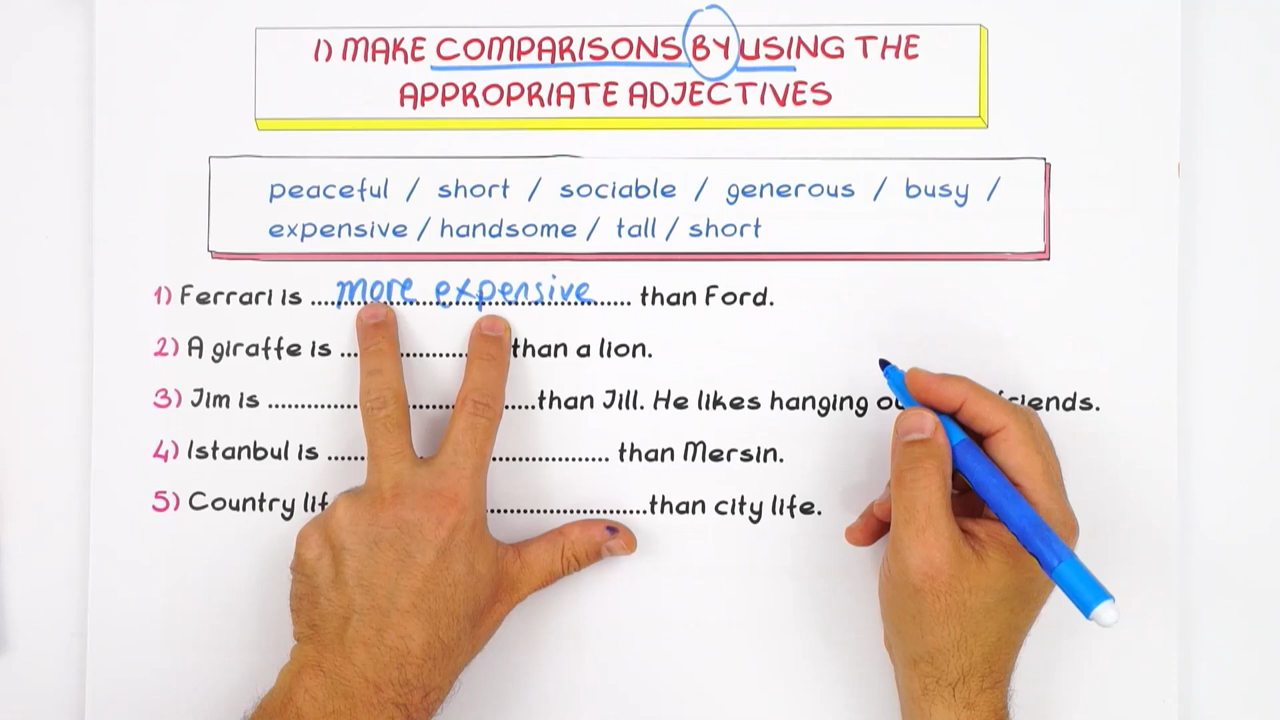 1) MAKE COMPARISONS BY USING THE
APPROPRIATE ADJECTIVES
peaceful / short / sociable / generous / busy /
expensive / handsome / tall / short
1) Ferrari is ....more expensive.... than Ford.
2) A giraffe is ................ than a lion.
3) Jim is ................................than Jill. He likes hanging friends.
4) Istanbul is ................................ than Mersin.
5) Country ................................than city life.